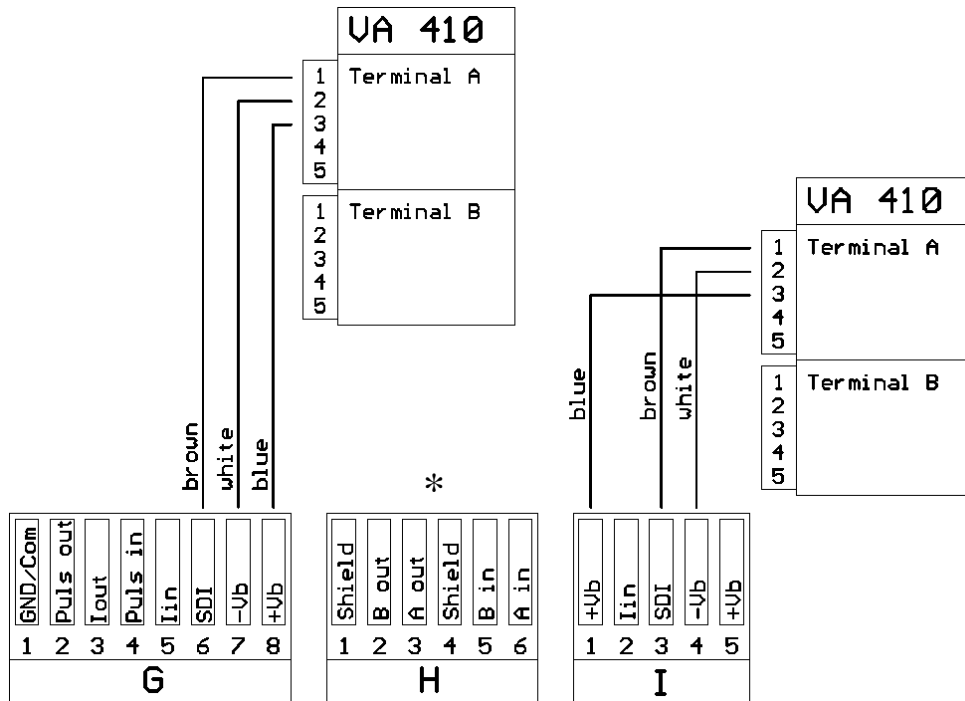 VA 410
1
2
3
4
5
Terminal A
1
2
3
4
5
Terminal B
VA 410
1
2
3
4
5
Terminal A
1
2
3
4
5
Terminal B
brown
white
blue
blue
brown
white
*
GND/Com
Puls out
Iout
Puls in
Iin
SDI
-Vb
+Vb
1 2 3 4 5 6 7 8
G
Shield
B out
A out
Shield
B in
A in
1 2 3 4 5 6
H
+Vb
Iin
SDI
-Vb
+Vb
1 2 3 4 5
I